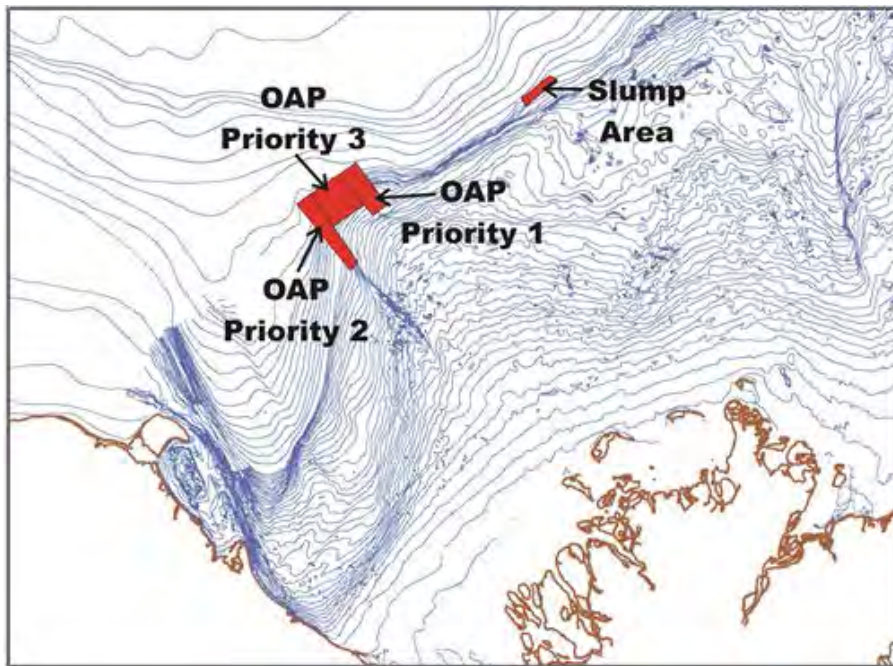 OAP
Priority 3
Slump
Area
OAP
Priority 1
OAP
Priority 2